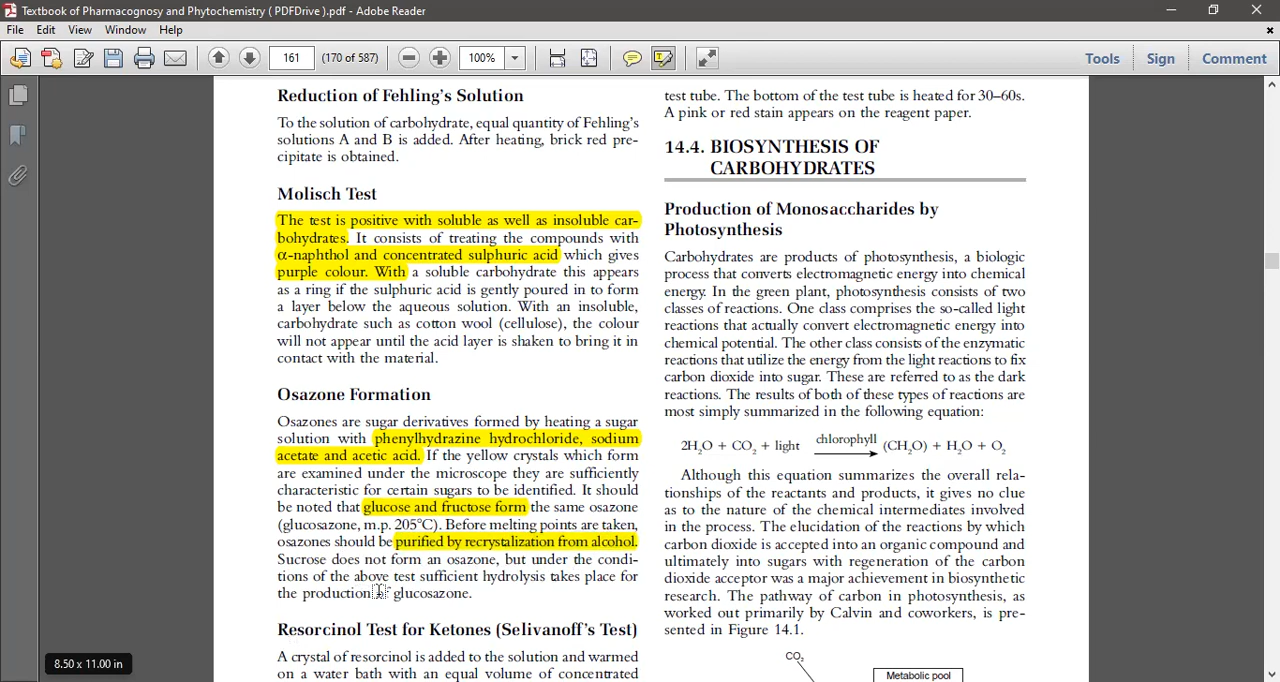 Textbook of Pharmacognosy and Phytochemistry ( PDFDrive ).pdf - Adobe Reader
File Edit View Window Help
161 (170 of 587) 100% Tools Sign Comment
Reduction of Fehling's Solution
To the solution of carbohydrate, equal quantity of Fehling's
solutions A and B is added. After heating, brick red pre-
cipitate is obtained.
Molisch Test
The test is positive with soluble as well as insoluble car-
bohydrates. It consists of treating the compounds with
α-naphthol and concentrated sulphuric acid which gives
purple colour. With a soluble carbohydrate this appears
as a ring if the sulphuric acid is gently poured in to form
a layer below the aqueous solution. With an insoluble,
carbohydrate such as cotton wool (cellulose), the colour
will not appear until the acid layer is shaken to bring it in
contact with the material.
Osazone Formation
Osazones are sugar derivatives formed by heating a sugar
solution with phenylhydrazine hydrochloride, sodium
acetate and acetic acid. If the yellow crystals which form
are examined under the microscope they are sufficiently
characteristic for certain sugars to be identified. It should
be noted that glucose and fructose form the same osazone
(glucosazone, m.p. 205°C). Before melting points are taken,
osazones should be purified by recrystalization from alcohol.
Sucrose does not form an osazone, but under the condi-
tions of the above test sufficient hydrolysis takes place for
the production glucosazone.
Resorcinol Test for Ketones (Selivanoff's Test)
A crystal of resorcinol is added to the solution and warmed
on a water bath with an equal volume of concentrated
8.50 x 11.00 in
test tube. The bottom of the test tube is heated for 30–60s.
A pink or red stain appears on the reagent paper.
14.4. BIOSYNTHESIS OF
CARBOHYDRATES
Production of Monosaccharides by
Photosynthesis
Carbohydrates are products of photosynthesis, a biologic
process that converts electromagnetic energy into chemical
energy. In the green plant, photosynthesis consists of two
classes of reactions. One class comprises the so-called light
reactions that actually convert electromagnetic energy into
chemical potential. The other class consists of the enzymatic
reactions that utilize the energy from the light reactions to fix
carbon dioxide into sugar. These are referred to as the dark
reactions. The results of both of these types of reactions are
most simply summarized in the following equation:
2H₂O + CO₂ + light chlorophyll (CH₂O) + H₂O + O₂
Although this equation summarizes the overall rela-
tionships of the reactants and products, it gives no clue
as to the nature of the chemical intermediates involved
in the process. The elucidation of the reactions by which
carbon dioxide is accepted into an organic compound and
ultimately into sugars with regeneration of the carbon
dioxide acceptor was a major achievement in biosynthetic
research. The pathway of carbon in photosynthesis, as
worked out primarily by Calvin and coworkers, is pre-
sented in Figure 14.1.
CO₂
Metabolic pool